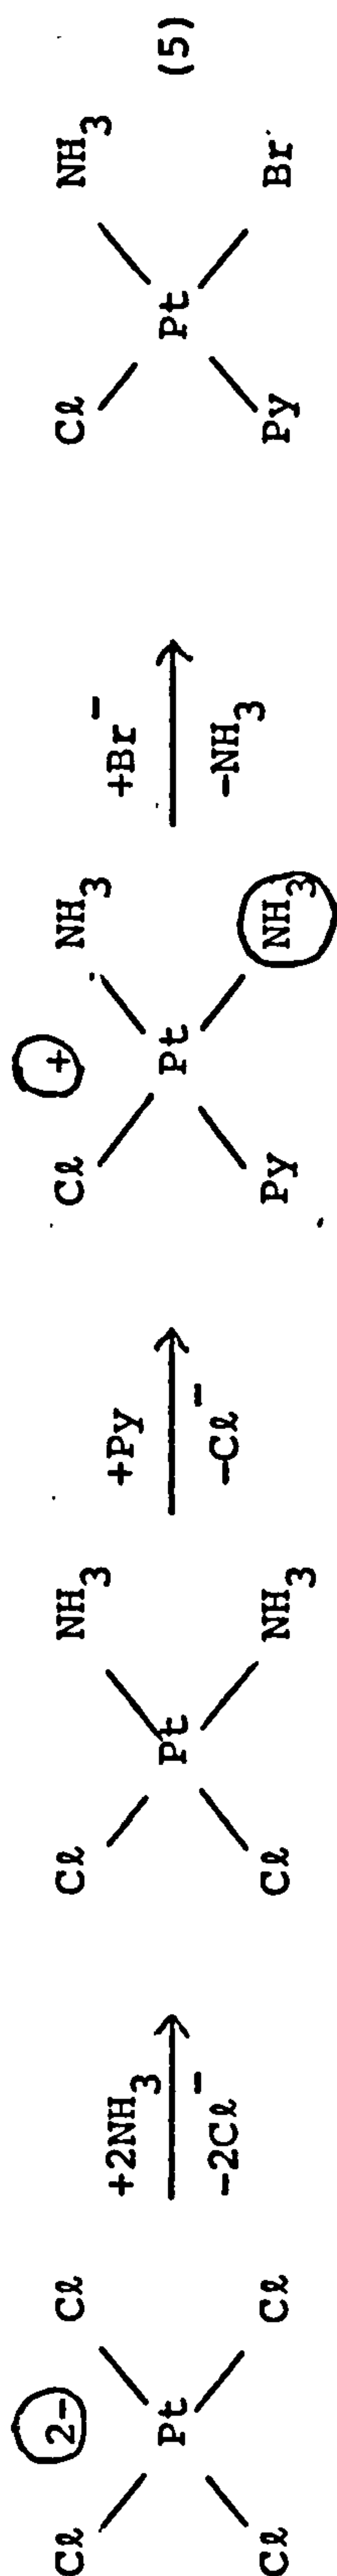 Cℓ 2- Cℓ
Pt
Cℓ Cℓ
+2NH3
-2Cℓ-
Cℓ NH3
Pt
Cℓ NH3
+Py
-Cℓ-
Cℓ + NH3
Pt
Py NH3
+Br-
-NH3
Cℓ NH3
Pt
Py Br
(5)